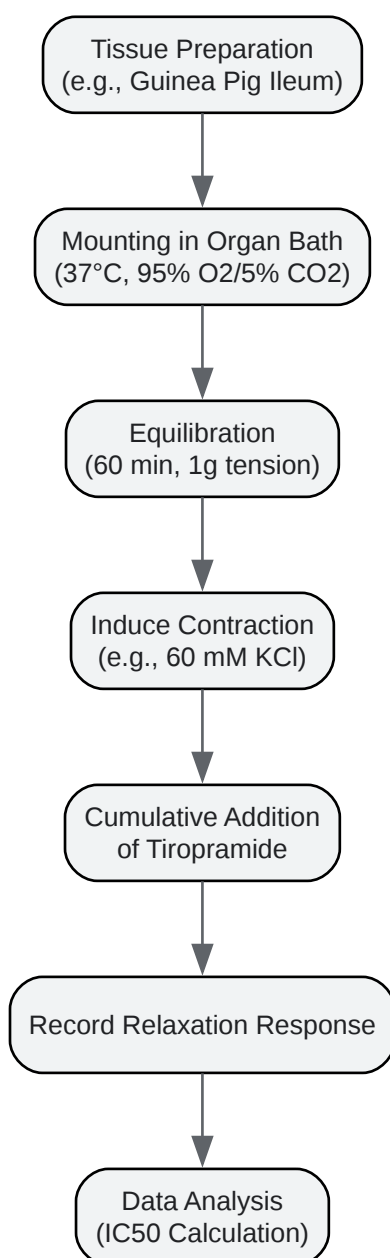 Tissue Preparation
(e.g., Guinea Pig Ileum)
Mounting in Organ Bath
(37°C, 95% O2/5% CO2)
Equilibration
(60 min, 1g tension)
Induce Contraction
(e.g., 60 mM KCl)
Cumulative Addition
of Tiropramide
Record Relaxation Response
Data Analysis
(IC50 Calculation)